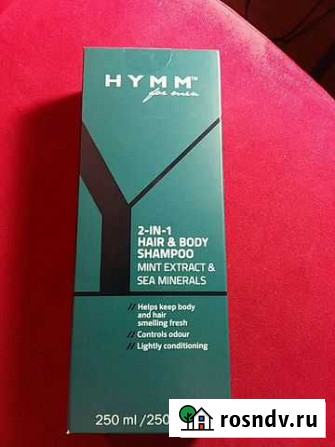 HYMM™
for men
2-IN-1
HAIR & BODY
SHAMPOO
MINT EXTRACT &
SEA MINERALS
// Helps keep body
and hair
smelling fresh
// Controls odour
// Lightly conditioning
250 ml /250
rosndv.ru